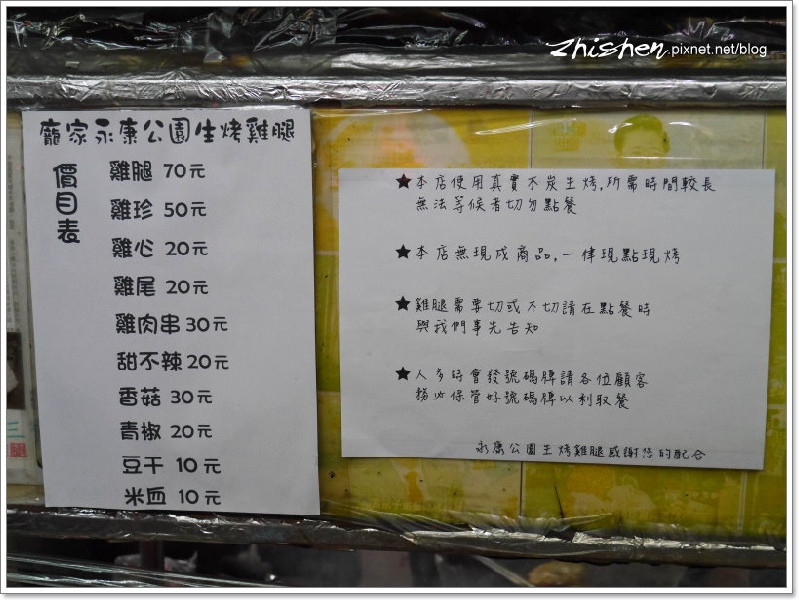 zhishen.pixnet.net/blog
龐家永康公園生烤雞腿
價目表
雞腿 70元
雞珍 50元
雞心 20元
雞尾 20元
雞肉串30元
甜不辣20元
香菇 30元
青椒 20元
豆干 10元
米血 10元
★本店使用真實木炭生烤,所需時間較長
無法等候者切勿點餐
★本店無現成商品,一律現點現烤
★雞腿需要切或不切請在點餐時
與我們事先告知
★人多時會發號碼牌請各位顧客
務必保管好號碼牌以利取餐
永康公園生烤雞腿感謝您的配合